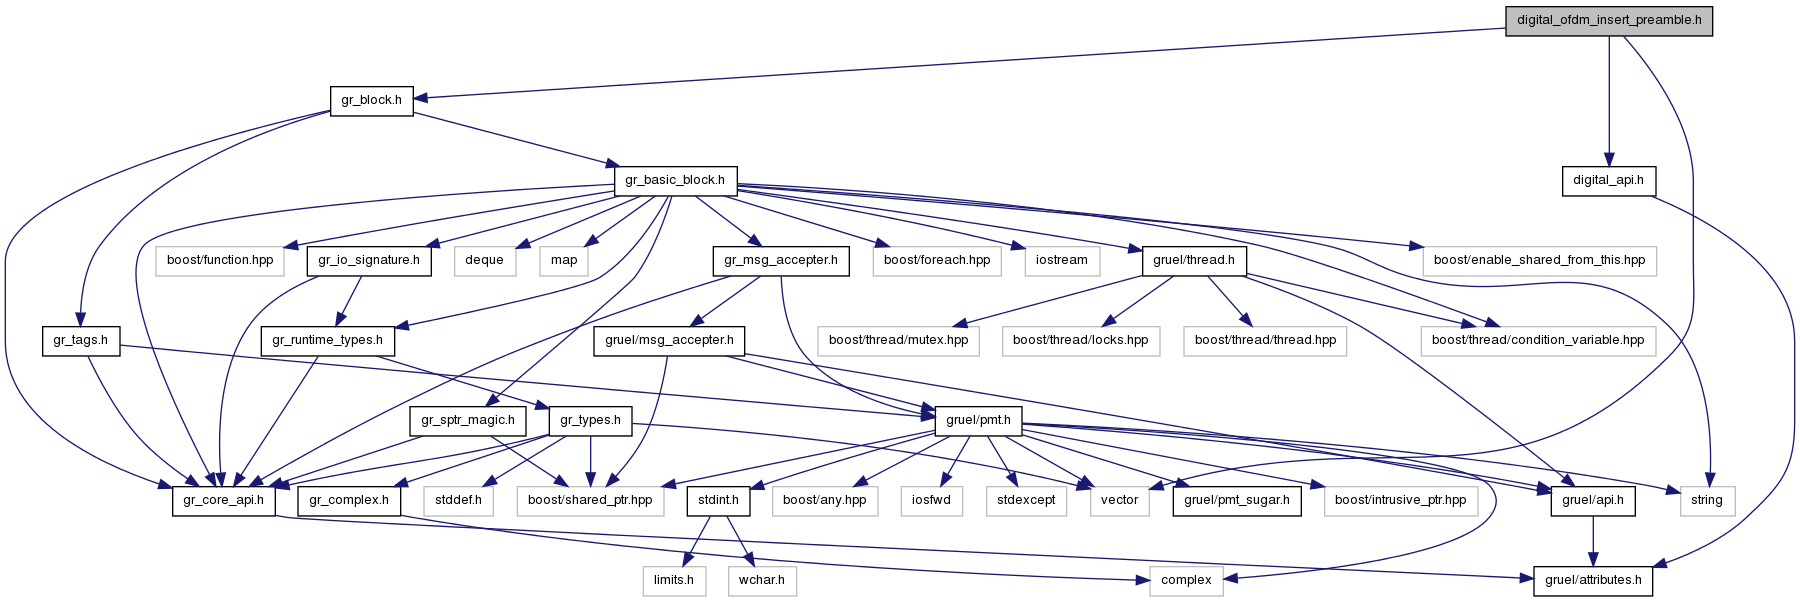 digital_ofdm_insert_preamble.h
gr_block.h
gr_basic_block.h
digital_api.h
boost/function.hpp
gr_io_signature.h
deque
map
gr_msg_accepter.h
boost/foreach.hpp
iostream
gruel/thread.h
boost/enable_shared_from_this.hpp
gr_tags.h
gr_runtime_types.h
gruel/msg_accepter.h
boost/thread/mutex.hpp
boost/thread/locks.hpp
boost/thread/thread.hpp
boost/thread/condition_variable.hpp
gr_sptr_magic.h
gr_types.h
gruel/pmt.h
gr_core_api.h
gr_complex.h
stddef.h
boost/shared_ptr.hpp
stdint.h
boost/any.hpp
iosfwd
stdexcept
vector
gruel/pmt_sugar.h
boost/intrusive_ptr.hpp
gruel/api.h
string
limits.h
wchar.h
complex
gruel/attributes.h